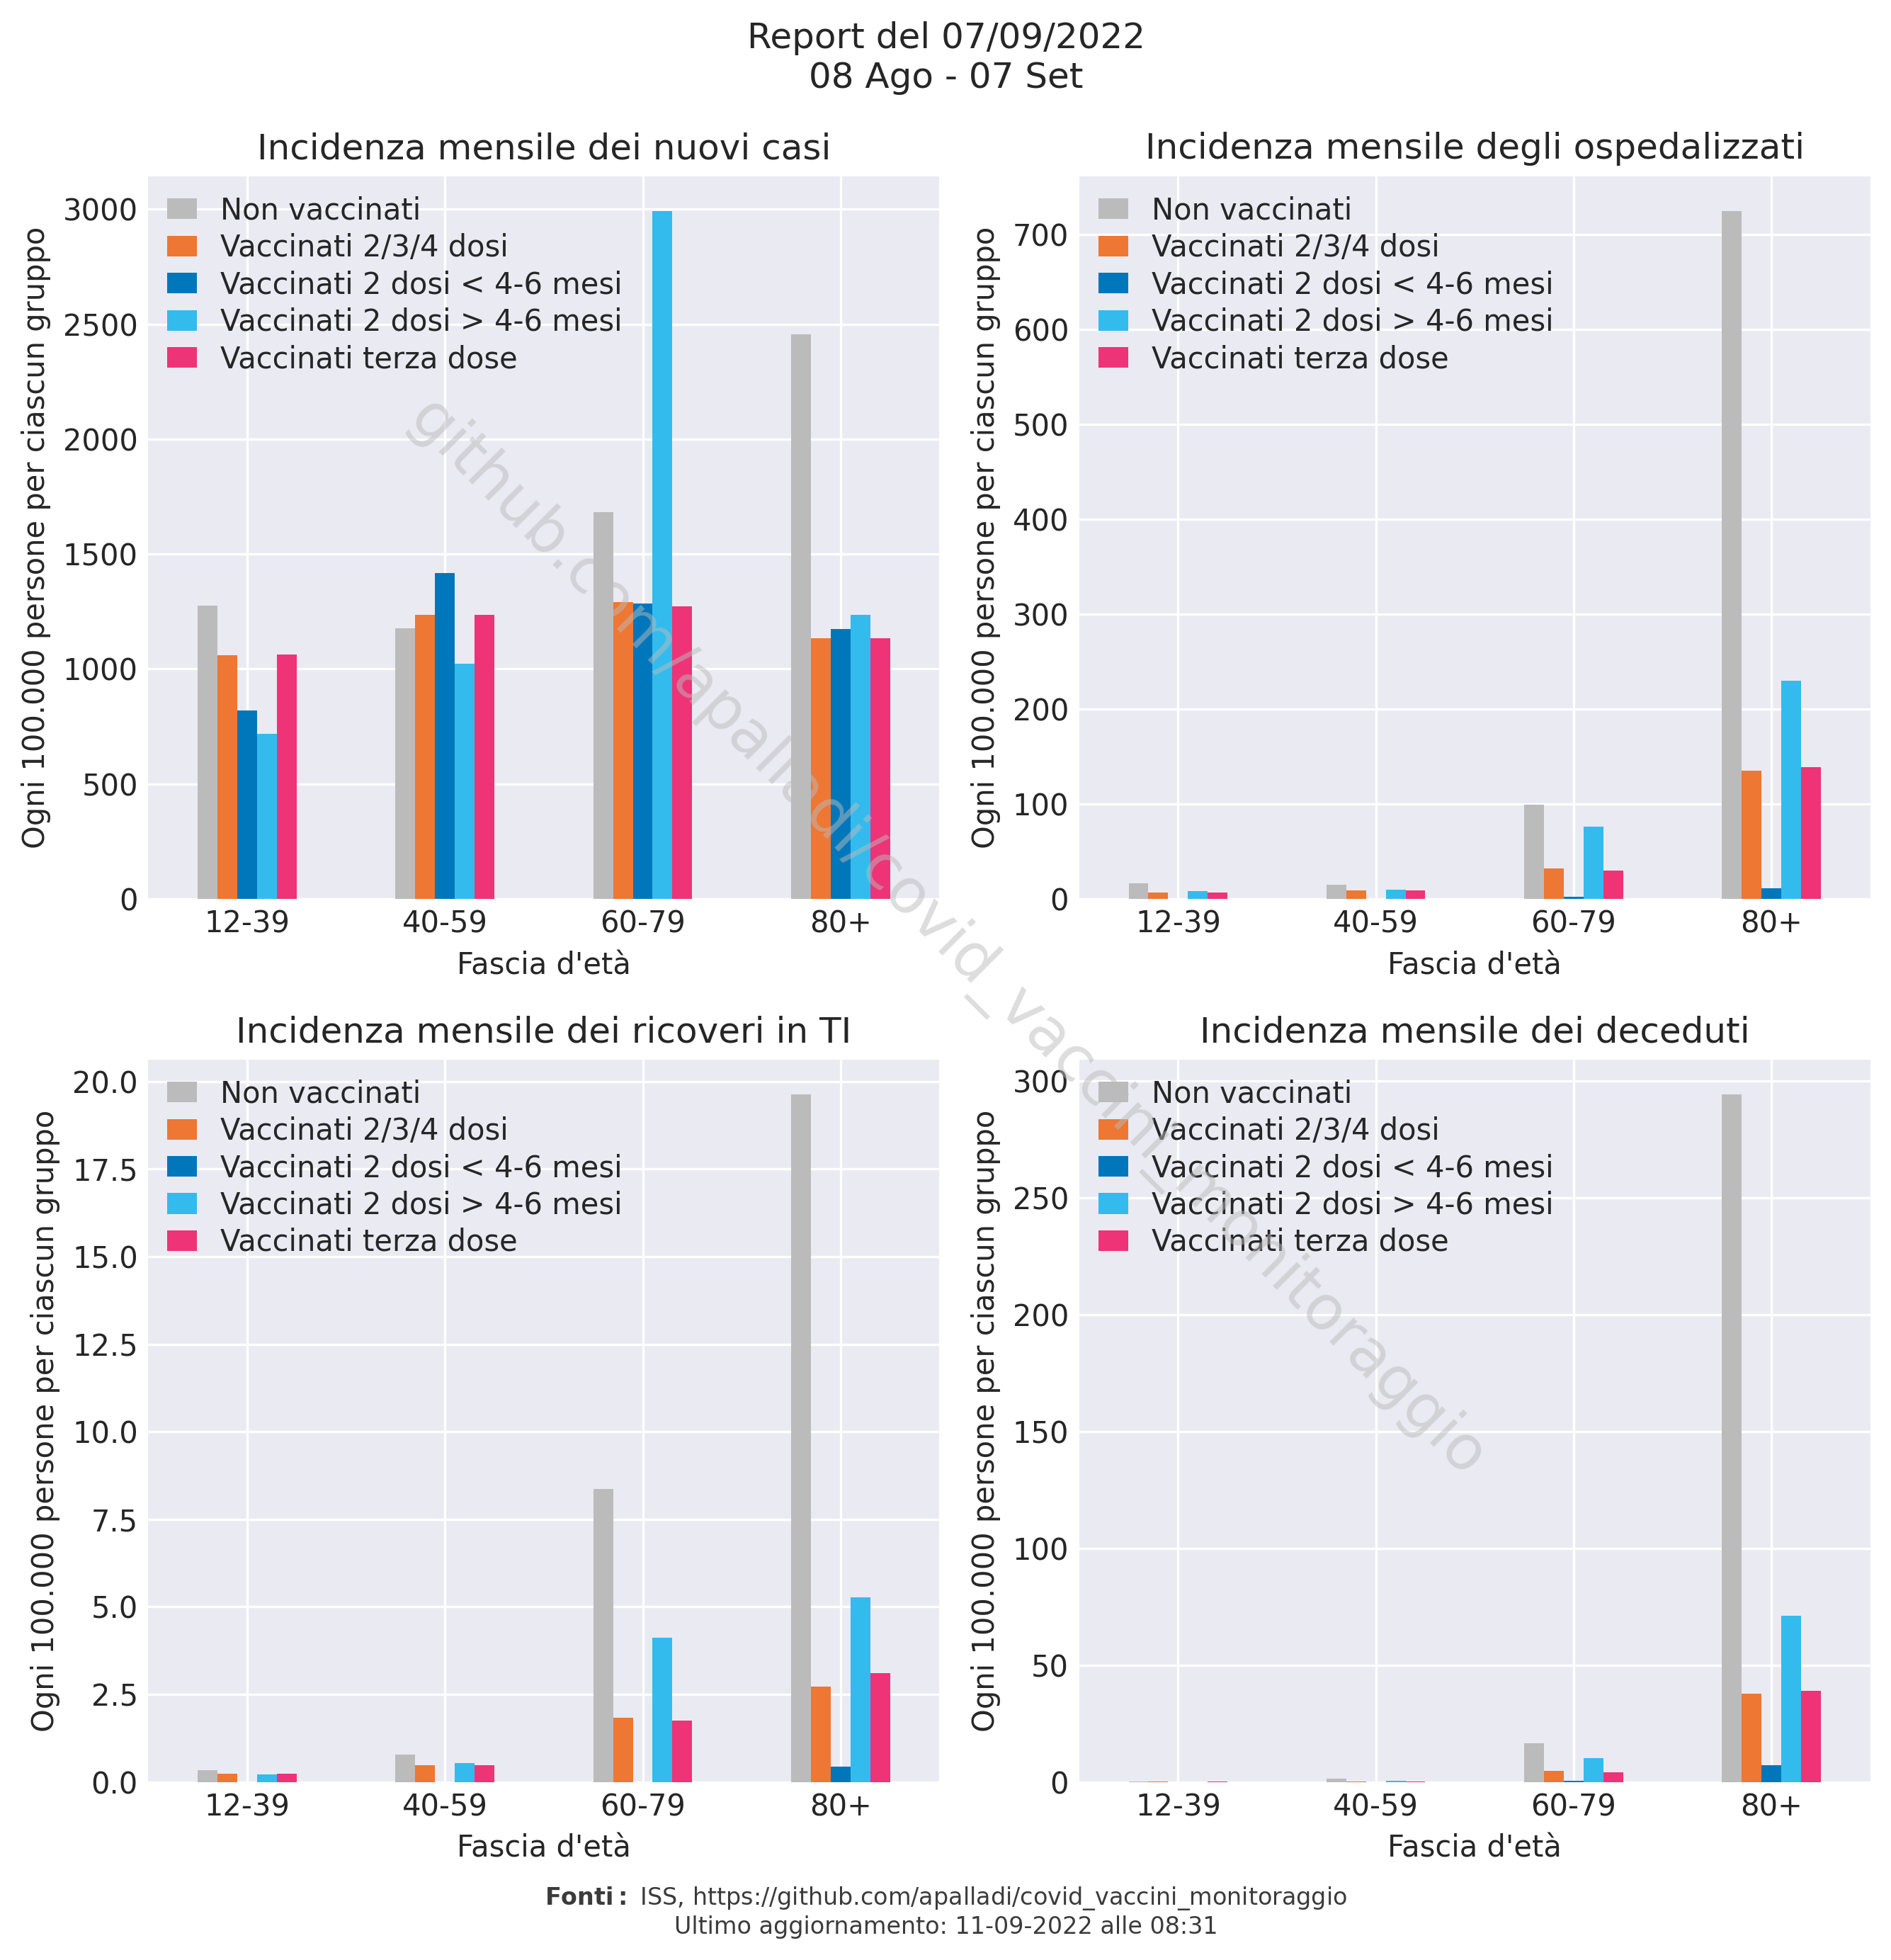 Report del 07/09/2022
08 Ago - 07 Set
Incidenza mensile dei nuovi casi
Ogni 100.000 persone per ciascun gruppo
3000
2500
2000
1500
1000
500
0
Non vaccinati
Vaccinati 2/3/4 dosi
Vaccinati 2 dosi < 4-6 mesi
Vaccinati 2 dosi > 4-6 mesi
Vaccinati terza dose
12-39 40-59 60-79 80+
Fascia d'età
Incidenza mensile degli ospedalizzati
Ogni 100.000 persone per ciascun gruppo
700
600
500
400
300
200
100
0
Non vaccinati
Vaccinati 2/3/4 dosi
Vaccinati 2 dosi < 4-6 mesi
Vaccinati 2 dosi > 4-6 mesi
Vaccinati terza dose
12-39 40-59 60-79 80+
Fascia d'età
Incidenza mensile dei ricoveri in TI
Ogni 100.000 persone per ciascun gruppo
20.0
17.5
15.0
12.5
10.0
7.5
5.0
2.5
0.0
Non vaccinati
Vaccinati 2/3/4 dosi
Vaccinati 2 dosi < 4-6 mesi
Vaccinati 2 dosi > 4-6 mesi
Vaccinati terza dose
12-39 40-59 60-79 80+
Fascia d'età
Incidenza mensile dei deceduti
Ogni 100.000 persone per ciascun gruppo
300
250
200
150
100
50
0
Non vaccinati
Vaccinati 2/3/4 dosi
Vaccinati 2 dosi < 4-6 mesi
Vaccinati 2 dosi > 4-6 mesi
Vaccinati terza dose
12-39 40-59 60-79 80+
Fascia d'età
github.com/apalladi/covid_vaccini_monitoraggio
Fonti: ISS, https://github.com/apalladi/covid_vaccini_monitoraggio
Ultimo aggiornamento: 11-09-2022 alle 08:31